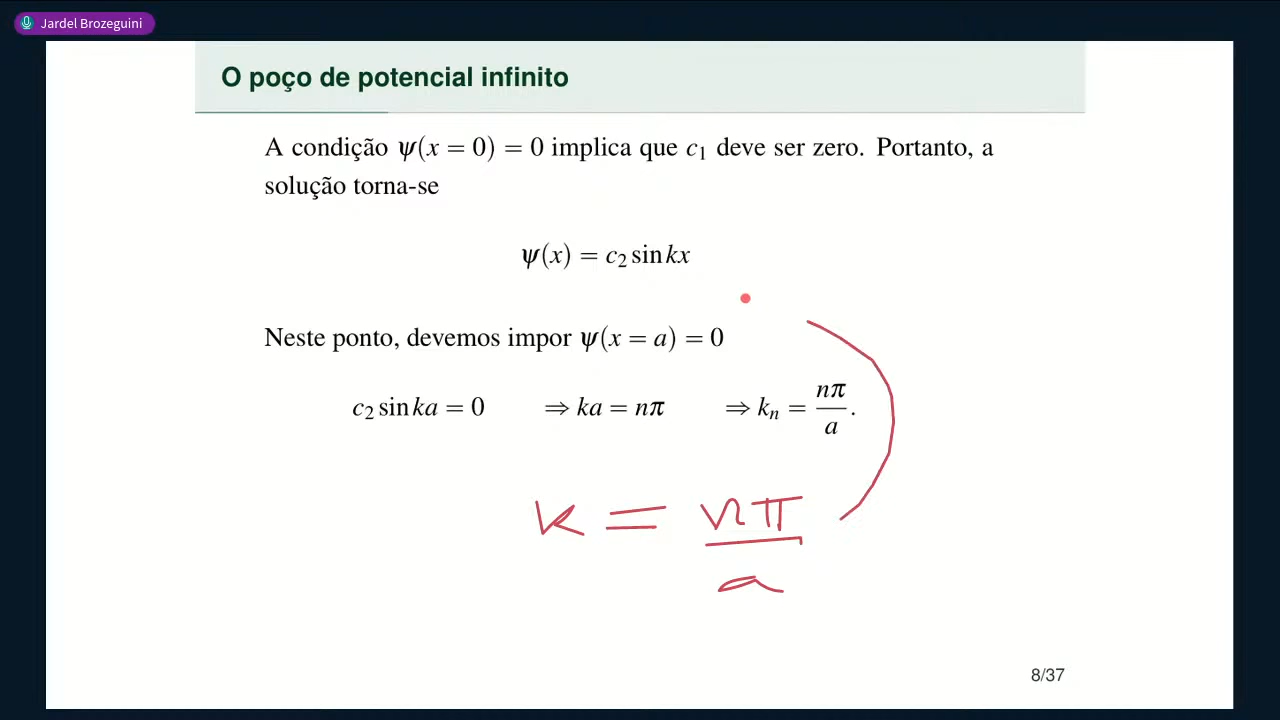 Jardel Brozeguini
O poço de potencial infinito
A condição ψ(x = 0) = 0 implica que c₁ deve ser zero. Portanto, a
solução torna-se
ψ(x) = c₂ sin kx
Neste ponto, devemos impor ψ(x = a) = 0
c₂ sin ka = 0 ⇒ ka = nπ ⇒ kₙ = nπ/a.
k = nπ/a
8/37